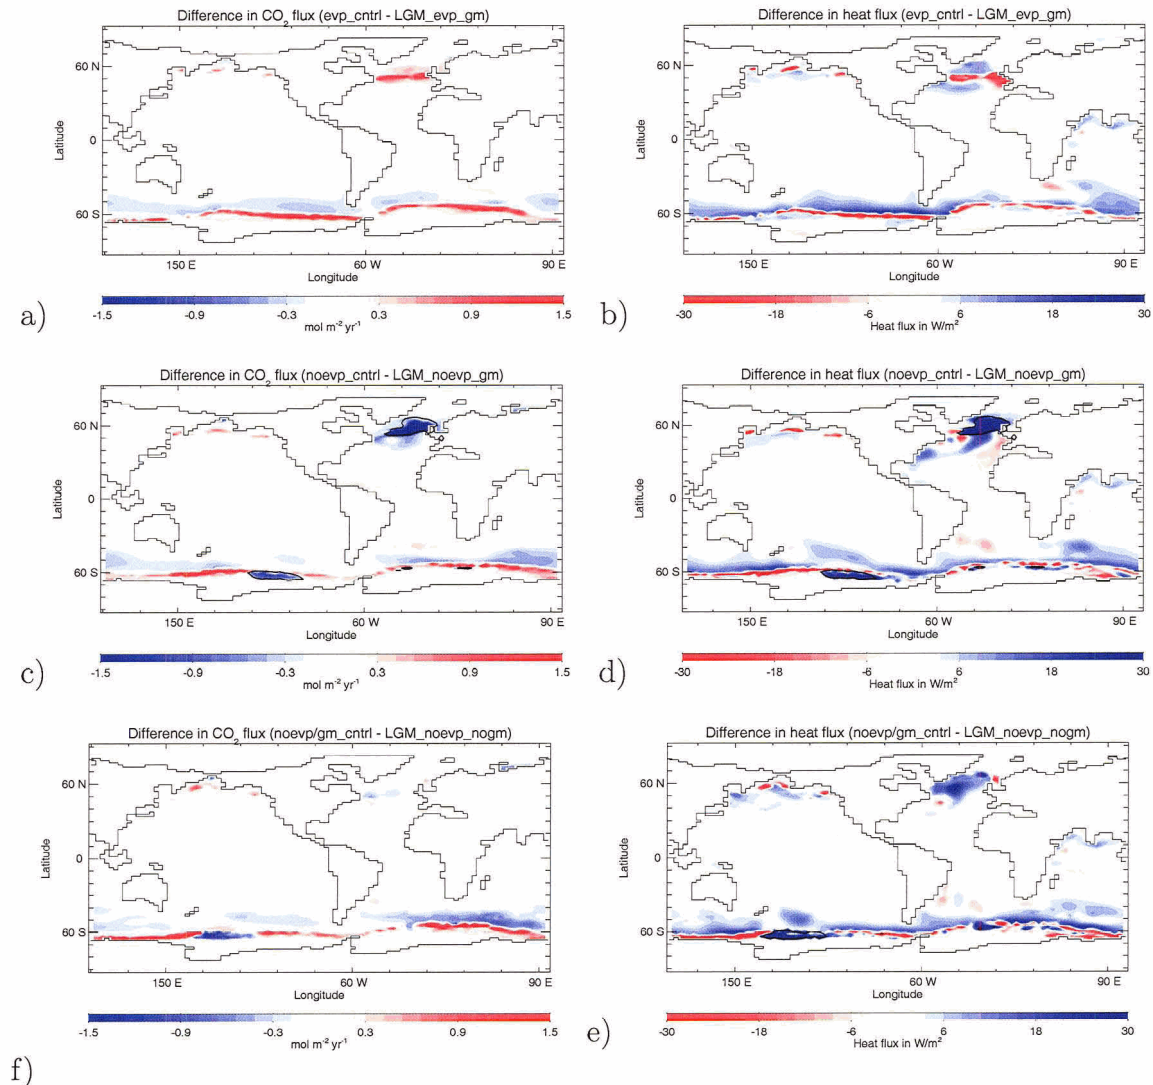 Difference in CO₂ flux (evp_cntrl - LGM_evp_gm)
60 N
0
60 S
Latitude
150 E
60 W
90 E
Longitude
-1.5 -0.9 -0.3 0.3 0.9 1.5
mol m⁻² yr⁻¹
a)
Difference in heat flux (evp_cntrl - LGM_evp_gm)
60 N
0
60 S
Latitude
150 E
60 W
90 E
Longitude
-30 -18 -6 6 18 30
Heat flux in W/m²
b)
Difference in CO₂ flux (noevp_cntrl - LGM_noevp_gm)
60 N
0
60 S
Latitude
150 E
60 W
90 E
Longitude
-1.5 -0.9 -0.3 0.3 0.9 1.5
mol m⁻² yr⁻¹
c)
Difference in heat flux (noevp_cntrl - LGM_noevp_gm)
60 N
0
60 S
Latitude
150 E
60 W
90 E
Longitude
-30 -18 -6 6 18 30
Heat flux in W/m²
d)
Difference in CO₂ flux (noevp/gm_cntrl - LGM_noevp_nogm)
60 N
0
60 S
Latitude
150 E
60 W
90 E
Longitude
-1.5 -0.9 -0.3 0.3 0.9 1.5
mol m⁻² yr⁻¹
Difference in heat flux (noevp/gm_cntrl - LGM_noevp_nogm)
60 N
0
60 S
Latitude
150 E
60 W
90 E
Longitude
-30 -18 -6 6 18 30
Heat flux in W/m²
e)
f)